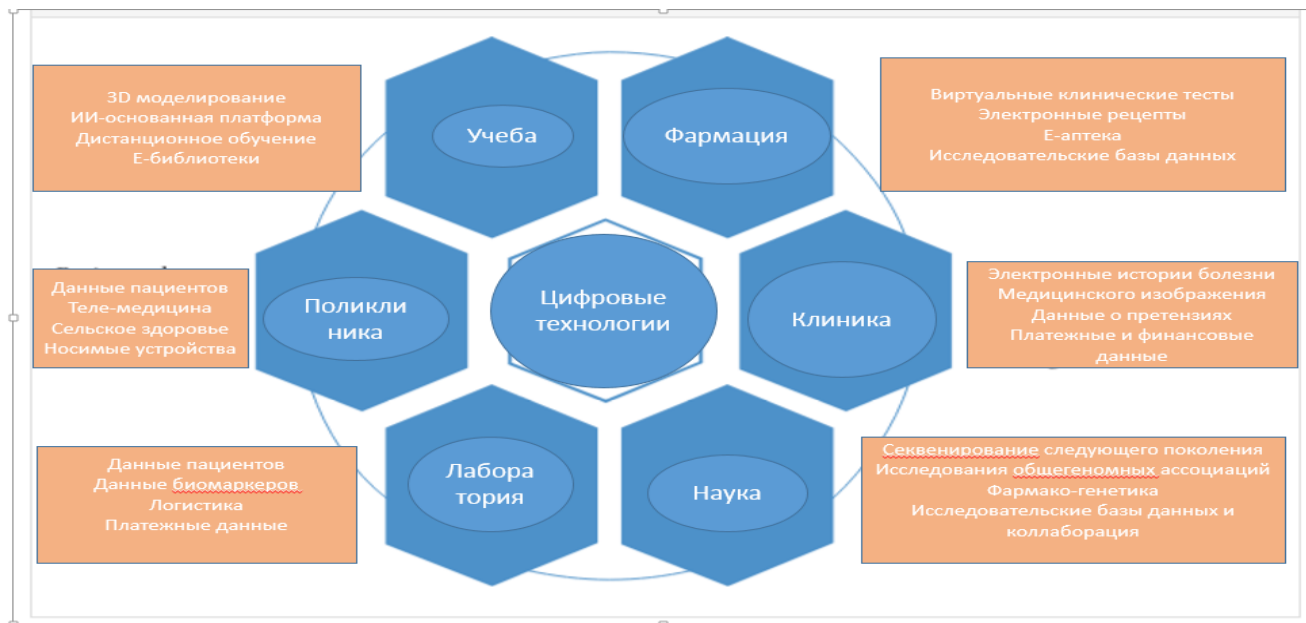 3D моделирование
ИИ-основанная платформа
Дистанционное обучение
Е-библиотеки
Учеба
Фармация
Виртуальные клинические тесты
Электронные рецепты
Е-аптека
Исследовательские базы данных
Данные пациентов
Теле-медицина
Сельское здоровье
Носимые устройства
Поликли
ника
Цифровые
технологии
Клиника
Электронные истории болезни
Медицинского изображения
Данные о претензиях
Платежные и финансовые
данные
Данные пациентов
Данные биомаркеров
Логистика
Платежные данные
Лабора
тория
Наука
Секвенирование следующего поколения
Исследования общегеномных ассоциаций
Фармако-генетика
Исследовательские базы данных и
коллаборация